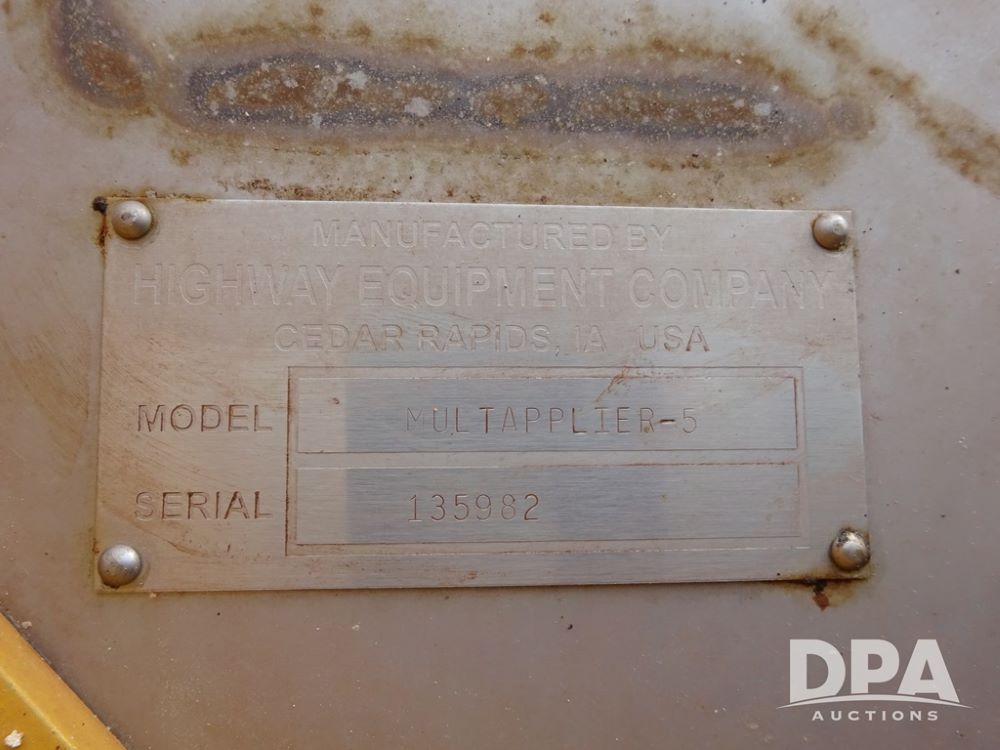 MANUFACTURED BY
HIGHWAY EQUIPMENT COMPANY
CEDAR RAPIDS, IA USA
MODEL MULTAPPLIER-5
SERIAL 135982
DPA
AUCTIONS